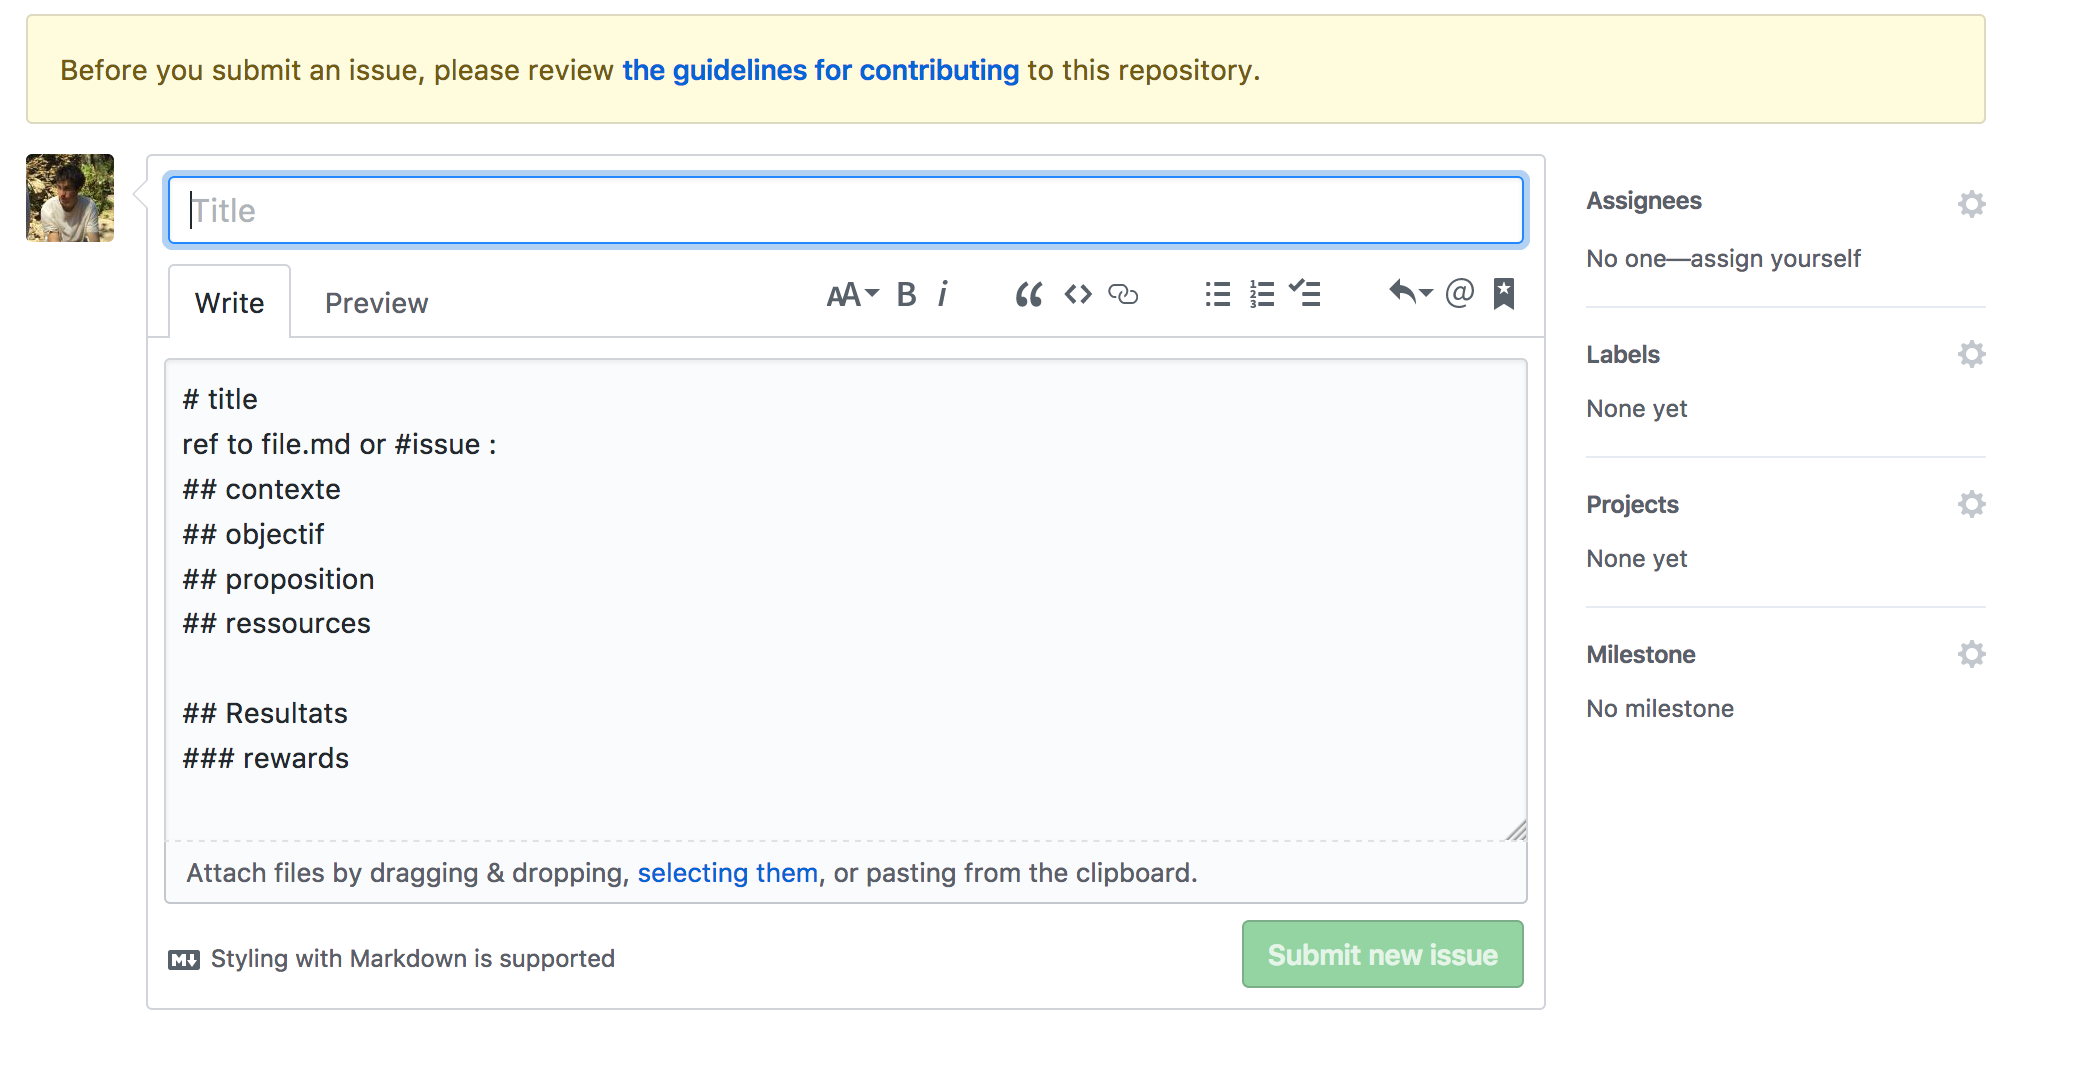 Before you submit an issue, please review the guidelines for contributing to this repository.
Title
Write Preview AA B i
# title
ref to file.md or #issue :
## contexte
## objectif
## proposition
## ressources
## Resultats
### rewards
Attach files by dragging & dropping, selecting them, or pasting from the clipboard.
M Styling with Markdown is supported
Submit new issue
Assignees
No one—assign yourself
Labels
None yet
Projects
None yet
Milestone
No milestone